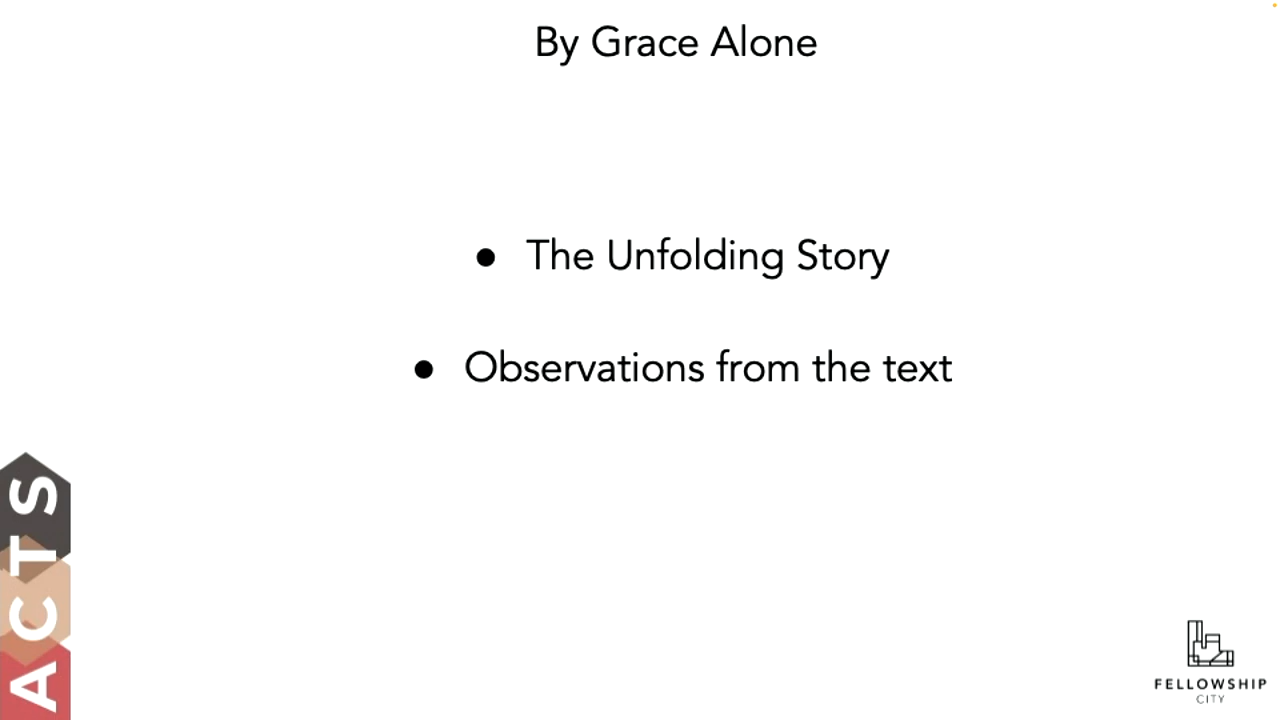 By Grace Alone
● The Unfolding Story
● Observations from the text
ACTS
FELLOWSHIP
CITY